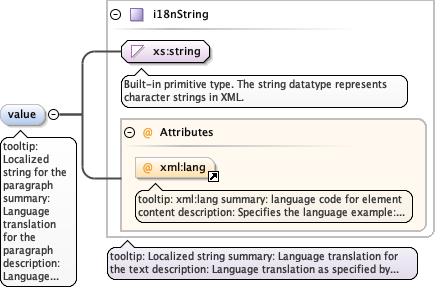 i18nString
xs:string
Built-in primitive type. The string datatype represents
character strings in XML.
value
tooltip:
Localized
string for the
paragraph
summary:
Language
translation
for the
paragraph
description:
Language...
@ Attributes
@ xml:lang
tooltip: xml:lang summary: language code for element
content description: Specifies the language example:...
tooltip: Localized string summary: Language translation for
the text description: Language translation as specified by...